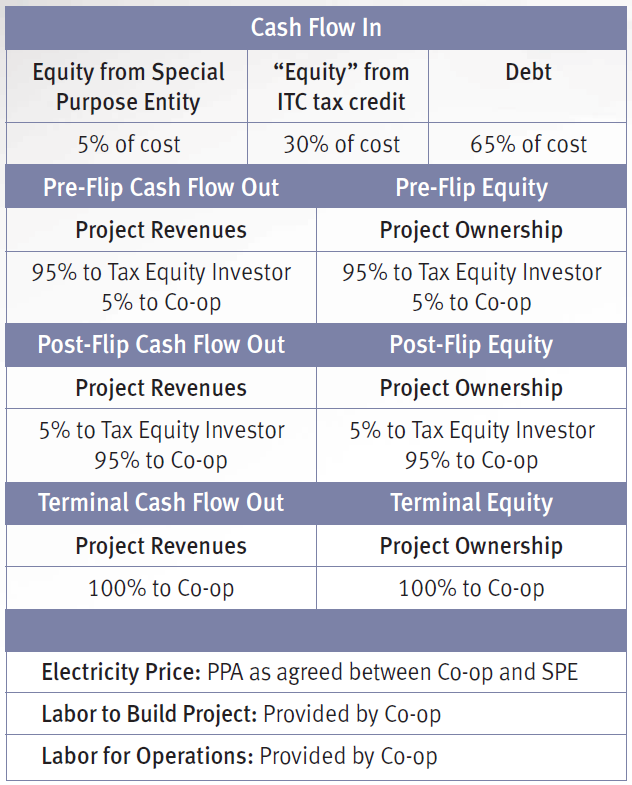 Cash Flow In
Equity from Special Purpose Entity
“Equity” from ITC tax credit
Debt
5% of cost
30% of cost
65% of cost
Pre-Flip Cash Flow Out
Pre-Flip Equity
Project Revenues
Project Ownership
95% to Tax Equity Investor
5% to Co-op
95% to Tax Equity Investor
5% to Co-op
Post-Flip Cash Flow Out
Post-Flip Equity
Project Revenues
Project Ownership
5% to Tax Equity Investor
95% to Co-op
5% to Tax Equity Investor
95% to Co-op
Terminal Cash Flow Out
Terminal Equity
Project Revenues
Project Ownership
100% to Co-op
100% to Co-op
Electricity Price: PPA as agreed between Co-op and SPE
Labor to Build Project: Provided by Co-op
Labor for Operations: Provided by Co-op